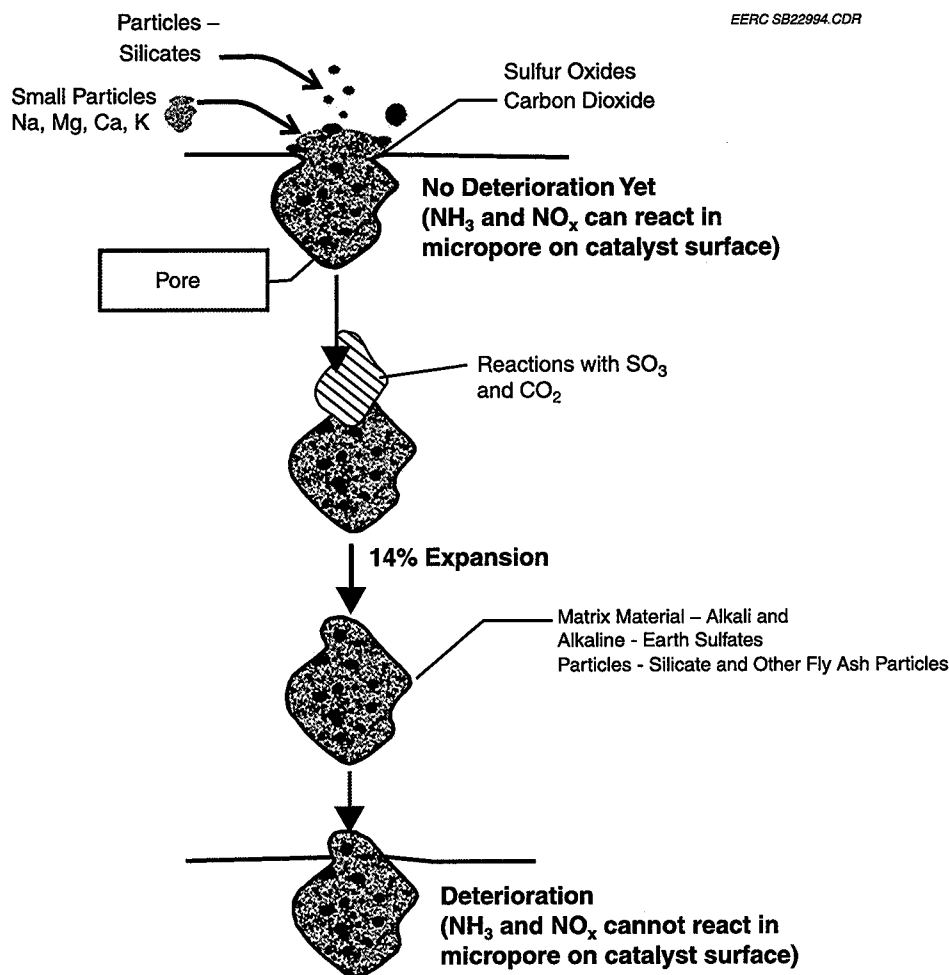 EERC SB22994.CDR
Particles –
Silicates
Small Particles
Na, Mg, Ca, K
Sulfur Oxides
Carbon Dioxide
No Deterioration Yet
(NH₃ and NOₓ can react in
micropore on catalyst surface)
Pore
Reactions with SO₃
and CO₂
14% Expansion
Matrix Material – Alkali and
Alkaline - Earth Sulfates
Particles - Silicate and Other Fly Ash Particles
Deterioration
(NH₃ and NOₓ cannot react in
micropore on catalyst surface)